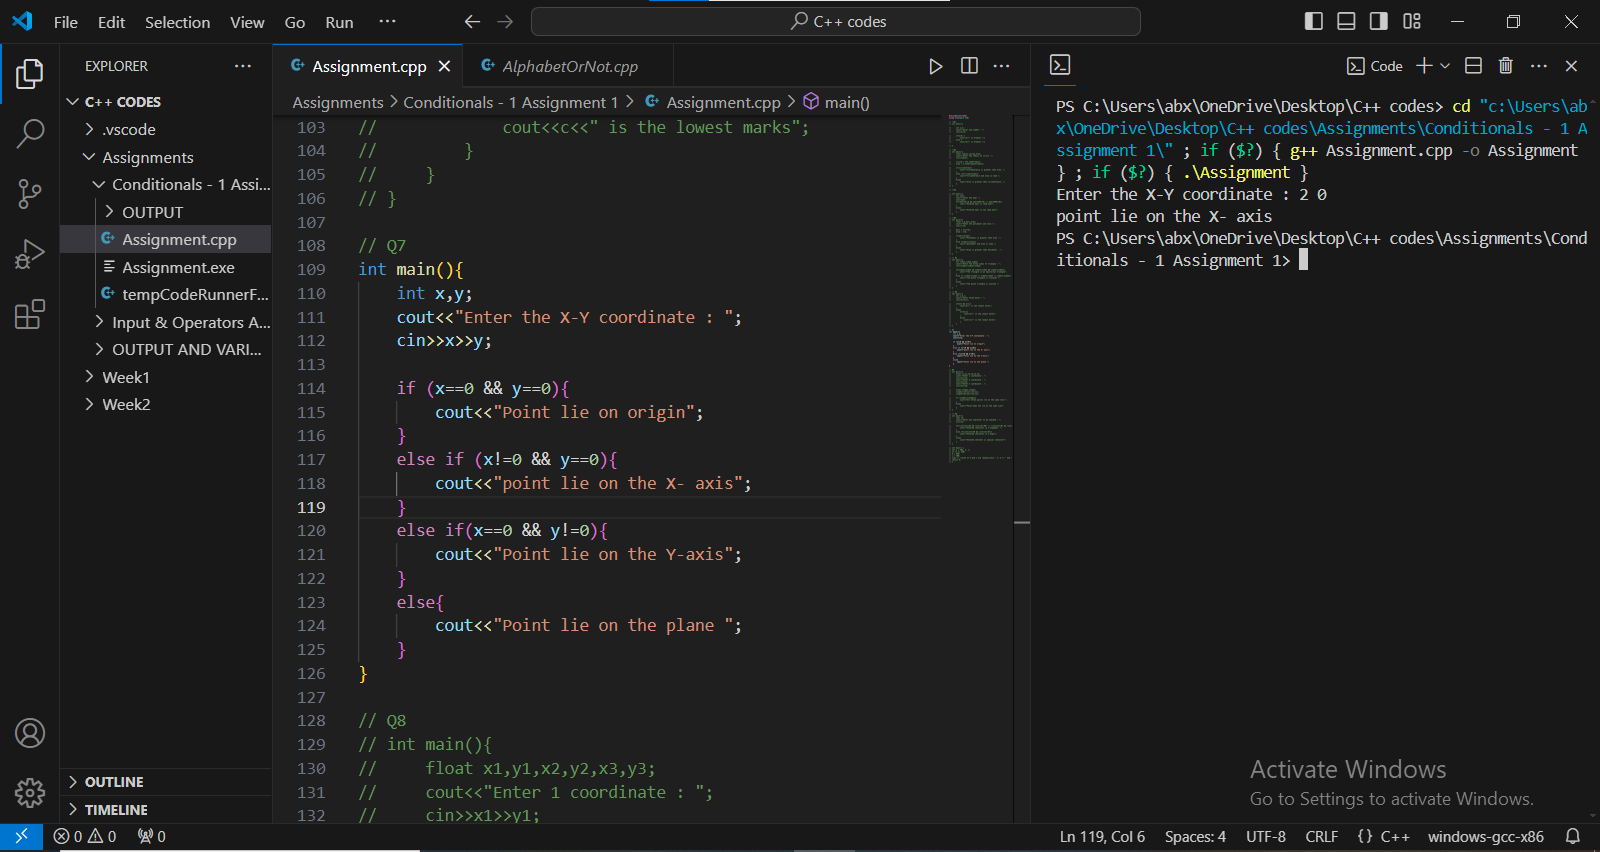 File Edit Selection View Go Run ··· C++ codes
EXPLORER ···
C++ CODES
.vscode
Assignments
Conditionals - 1 Assi...
OUTPUT
Assignment.cpp
Assignment.exe
tempCodeRunnerF...
Input & Operators A...
OUTPUT AND VARI...
Week1
Week2
OUTLINE
TIMELINE
Assignment.cpp AlphabetOrNot.cpp
Assignments > Conditionals - 1 Assignment 1 > Assignment.cpp > main()
103 // cout<<c<<" is the lowest marks";
104 // }
105 // }
106 // }
107
108 // Q7
109 int main(){
110 int x,y;
111 cout<<"Enter the X-Y coordinate : ";
112 cin>>x>>y;
113
114 if (x==0 && y==0){
115 cout<<"Point lie on origin";
116 }
117 else if (x!=0 && y==0){
118 cout<<"point lie on the X- axis";
119 }
120 else if(x==0 && y!=0){
121 cout<<"Point lie on the Y-axis";
122 }
123 else{
124 cout<<"Point lie on the plane ";
125 }
126 }
127
128 // Q8
129 // int main(){
130 // float x1,y1,x2,y2,x3,y3;
131 // cout<<"Enter 1 coordinate : ";
132 // cin>>x1>>y1;
Code
PS C:\Users\abx\OneDrive\Desktop\C++ codes> cd "c:\Users\ab
x\OneDrive\Desktop\C++ codes\Assignments\Conditionals - 1 A
ssignment 1\" ; if ($?) { g++ Assignment.cpp -o Assignment
} ; if ($?) { .\Assignment }
Enter the X-Y coordinate : 2 0
point lie on the X- axis
PS C:\Users\abx\OneDrive\Desktop\C++ codes\Assignments\Cond
itionals - 1 Assignment 1>
Activate Windows
Go to Settings to activate Windows.
0 0 0 Ln 119, Col 6 Spaces: 4 UTF-8 CRLF {} C++ windows-gcc-x86